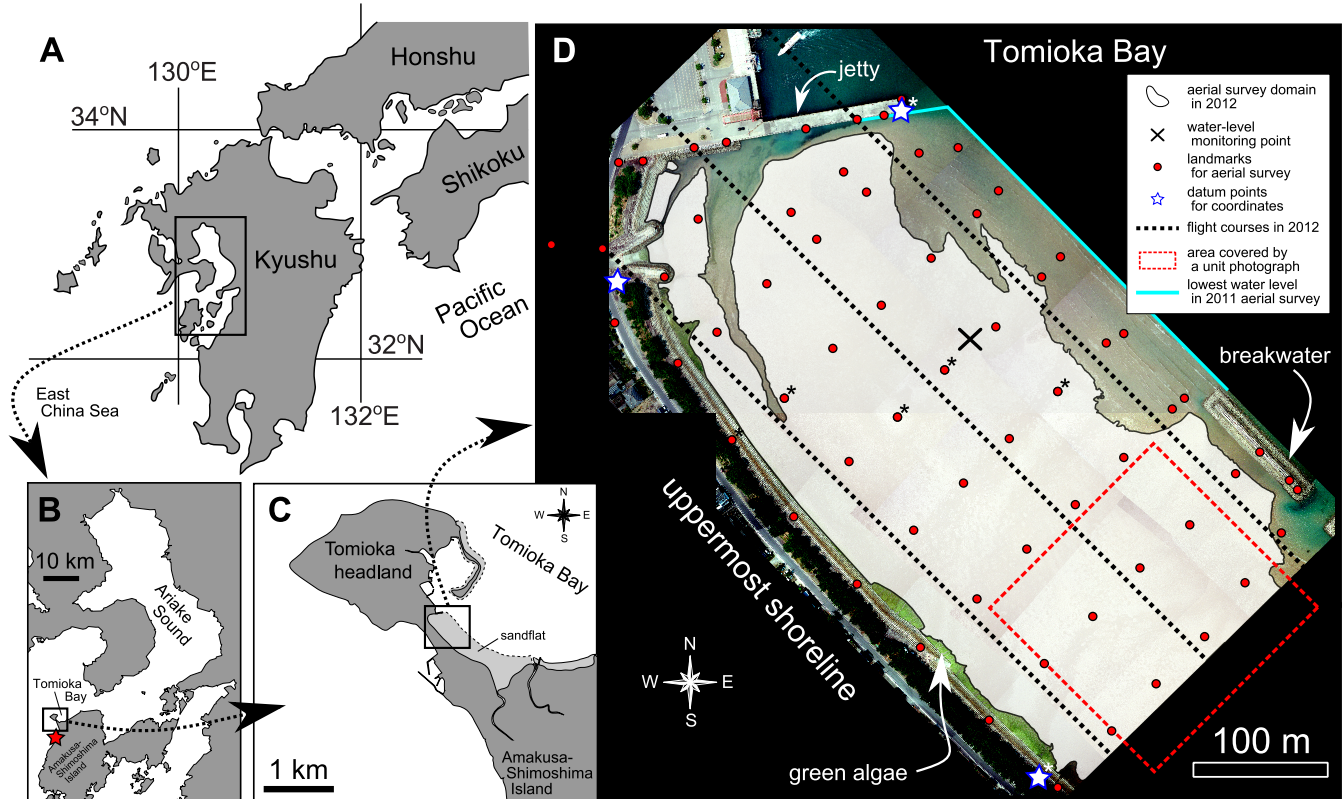 A
130°E
34°N
Honshu
Shikoku
Kyushu
Pacific
Ocean
32°N
132°E
East
China Sea
B
10 km
Ariake
Sound
Tomioka
Bay
Amakusa-
Shimoshima
Island
C
N
W E
S
Tomioka
headland
Tomioka Bay
sandflat
Amakusa-
Shimoshima
Island
1 km
D
Tomioka Bay
jetty
*
aerial survey domain
in 2012
water-level
monitoring point
landmarks
for aerial survey
datum points
for coordinates
flight courses in 2012
area covered by
a unit photograph
lowest water level
in 2011 aerial survey
breakwater
*
*
*
*
*
uppermost shoreline
N
W E
S
green algae
*
100 m